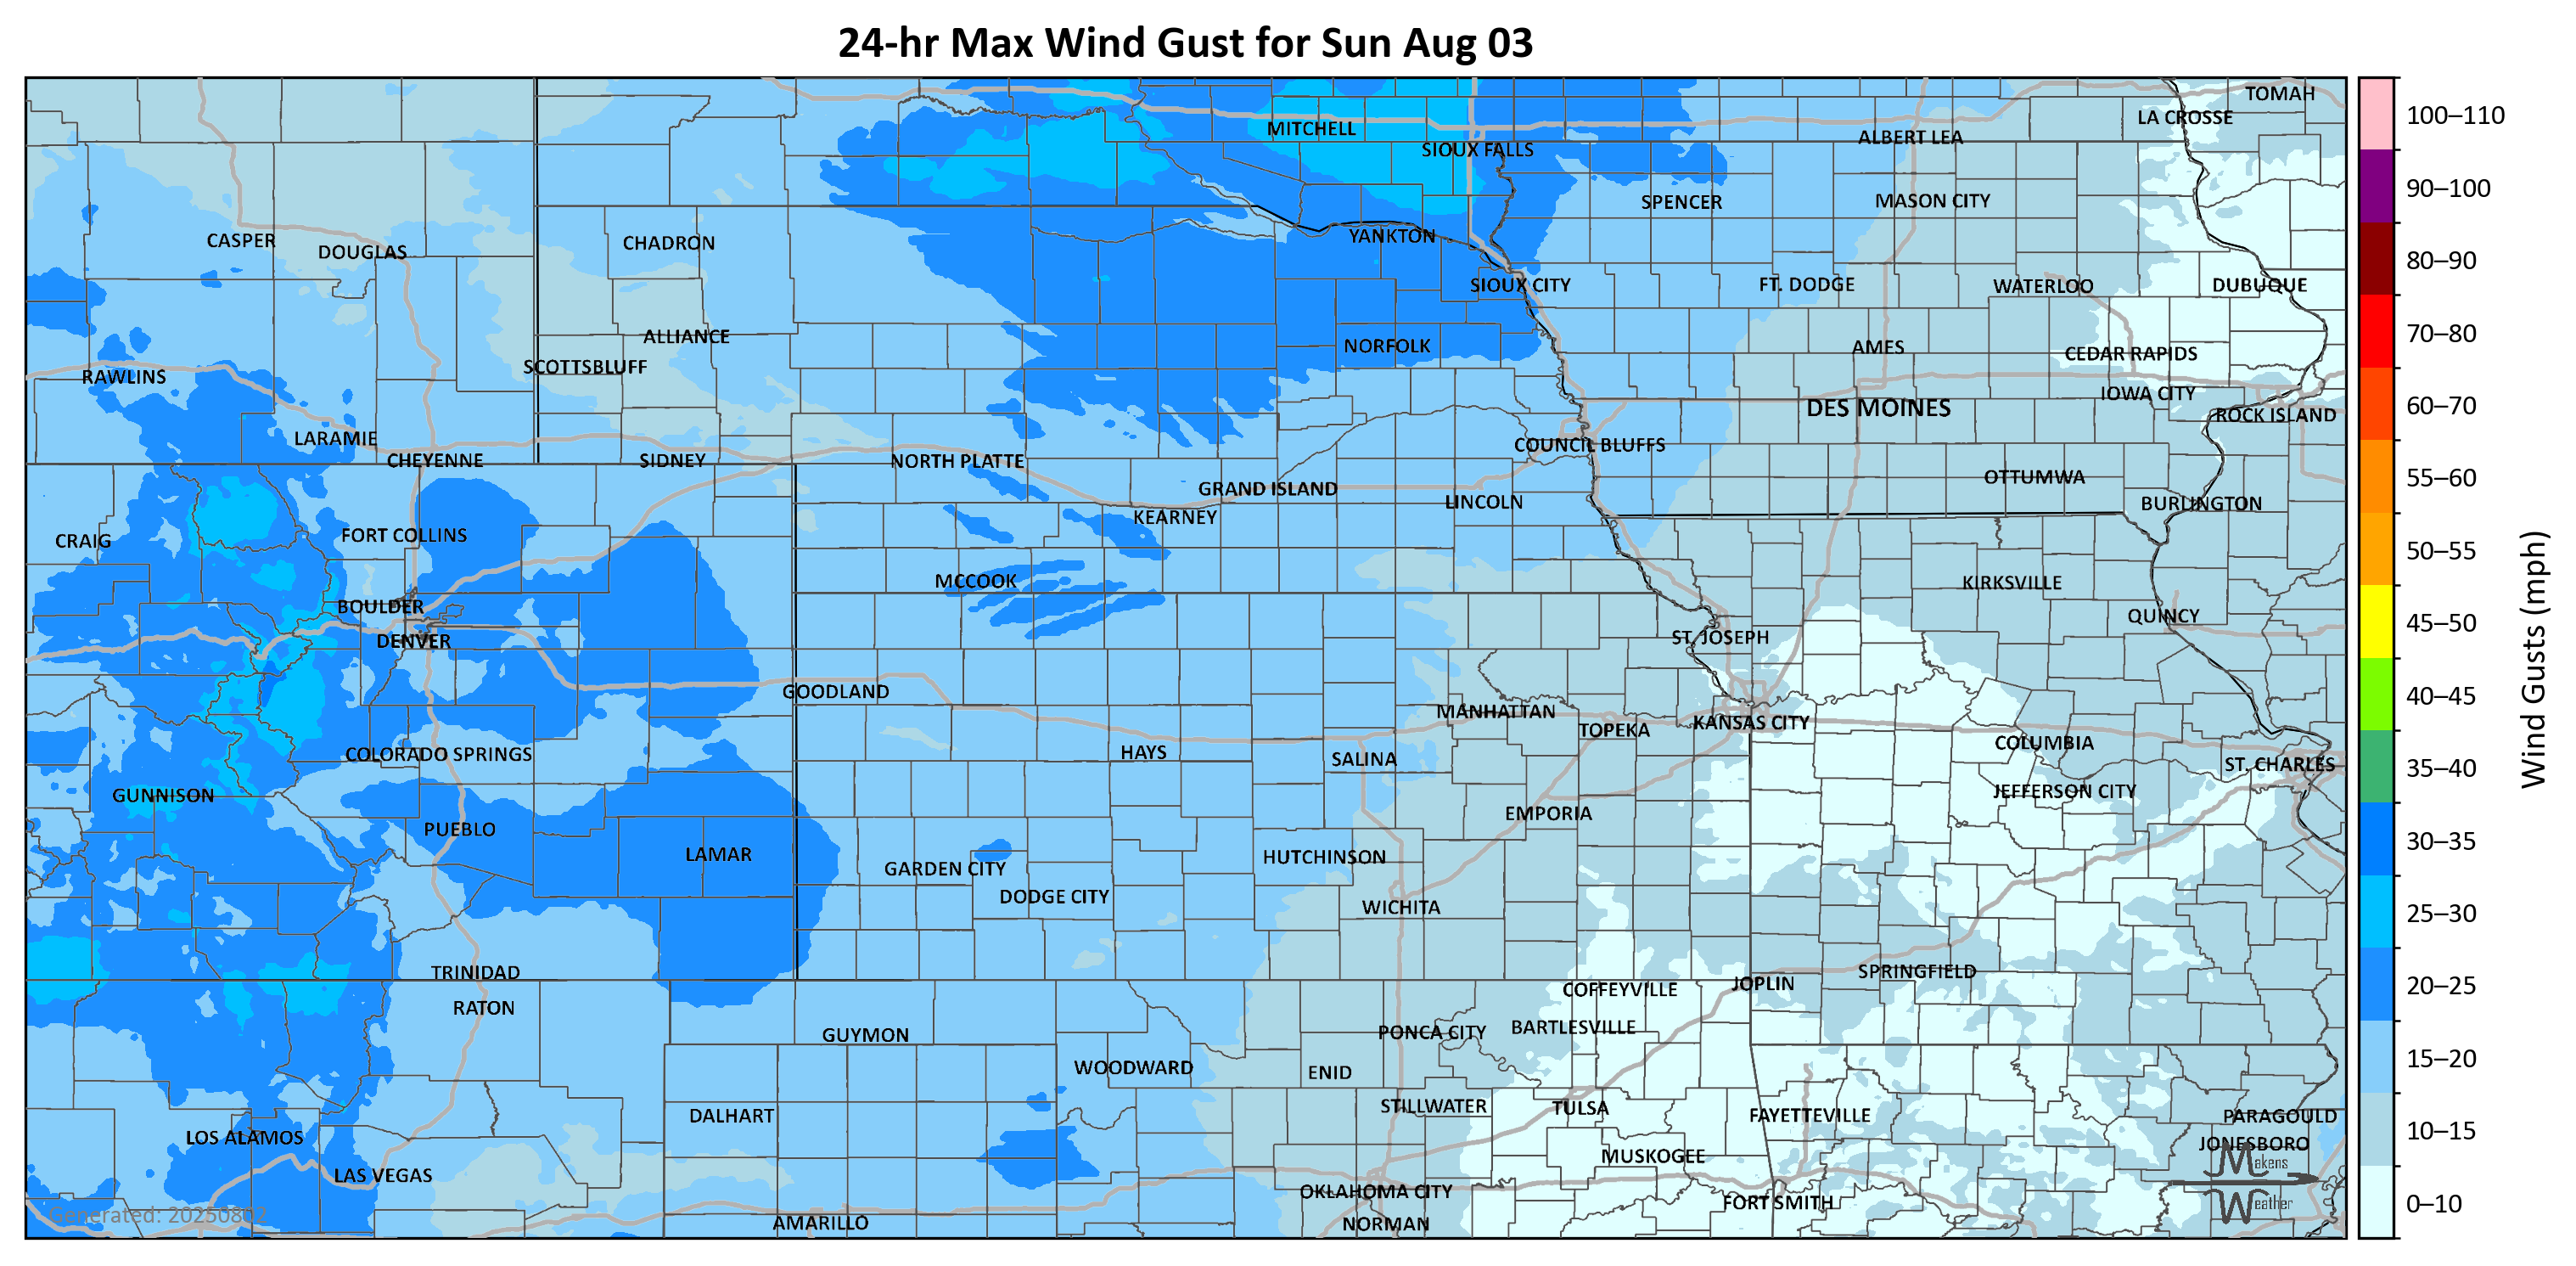 24-hr Max Wind Gust for Sun Aug 03
TOMAH
LA CROSSE
MITCHELL
ALBERT LEA
SIOUX FALLS
SPENCER
MASON CITY
CASPER
DOUGLAS
CHADRON
YANKTON
SIOUX CITY
FT. DODGE
WATERLOO
DUBUQUE
ALLIANCE
NORFOLK
AMES
CEDAR RAPIDS
SCOTTSBLUFF
RAWLINS
IOWA CITY
DES MOINES
ROCK ISLAND
LARAMIE
COUNCIL BLUFFS
CHEYENNE
SIDNEY
NORTH PLATTE
OTTUMWA
GRAND ISLAND
LINCOLN
BURLINGTON
KEARNEY
FORT COLLINS
CRAIG
MCCOOK
KIRKSVILLE
BOULDER
QUINCY
DENVER
ST. JOSEPH
GOODLAND
MANHATTAN
TOPEKA
KANSAS CITY
COLUMBIA
COLORADO SPRINGS
HAYS
SALINA
ST. CHARLES
GUNNISON
JEFFERSON CITY
EMPORIA
PUEBLO
LAMAR
HUTCHINSON
GARDEN CITY
DODGE CITY
WICHITA
TRINIDAD
SPRINGFIELD
JOPLIN
COFFEYVILLE
RATON
GUYMON
PONCA CITY
BARTLESVILLE
WOODWARD
ENID
STILLWATER
TULSA
DALHART
FAYETTEVILLE
PARAGOULD
LOS ALAMOS
JONESBORO
MUSKOGEE
LAS VEGAS
OKLAHOMA CITY
FORT SMITH
AMARILLO
NORMAN
Generated: 20250802
Makens
Weather
100–110
90–100
80–90
70–80
60–70
55–60
50–55
45–50
40–45
35–40
30–35
25–30
20–25
15–20
10–15
0–10
Wind Gusts (mph)